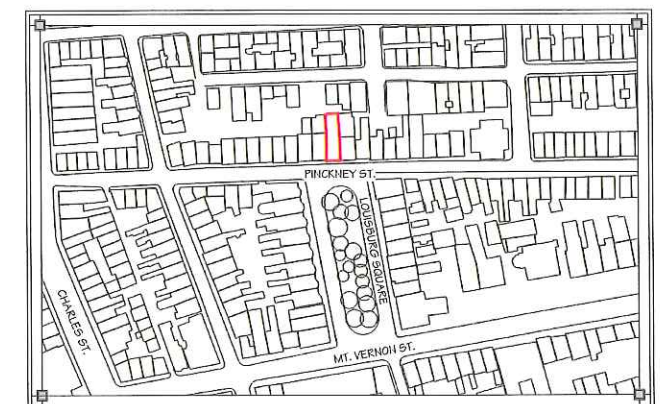 PINCKNEY ST.
LOUISBURG SQUARE
CHARLES ST.
MT. VERNON ST.